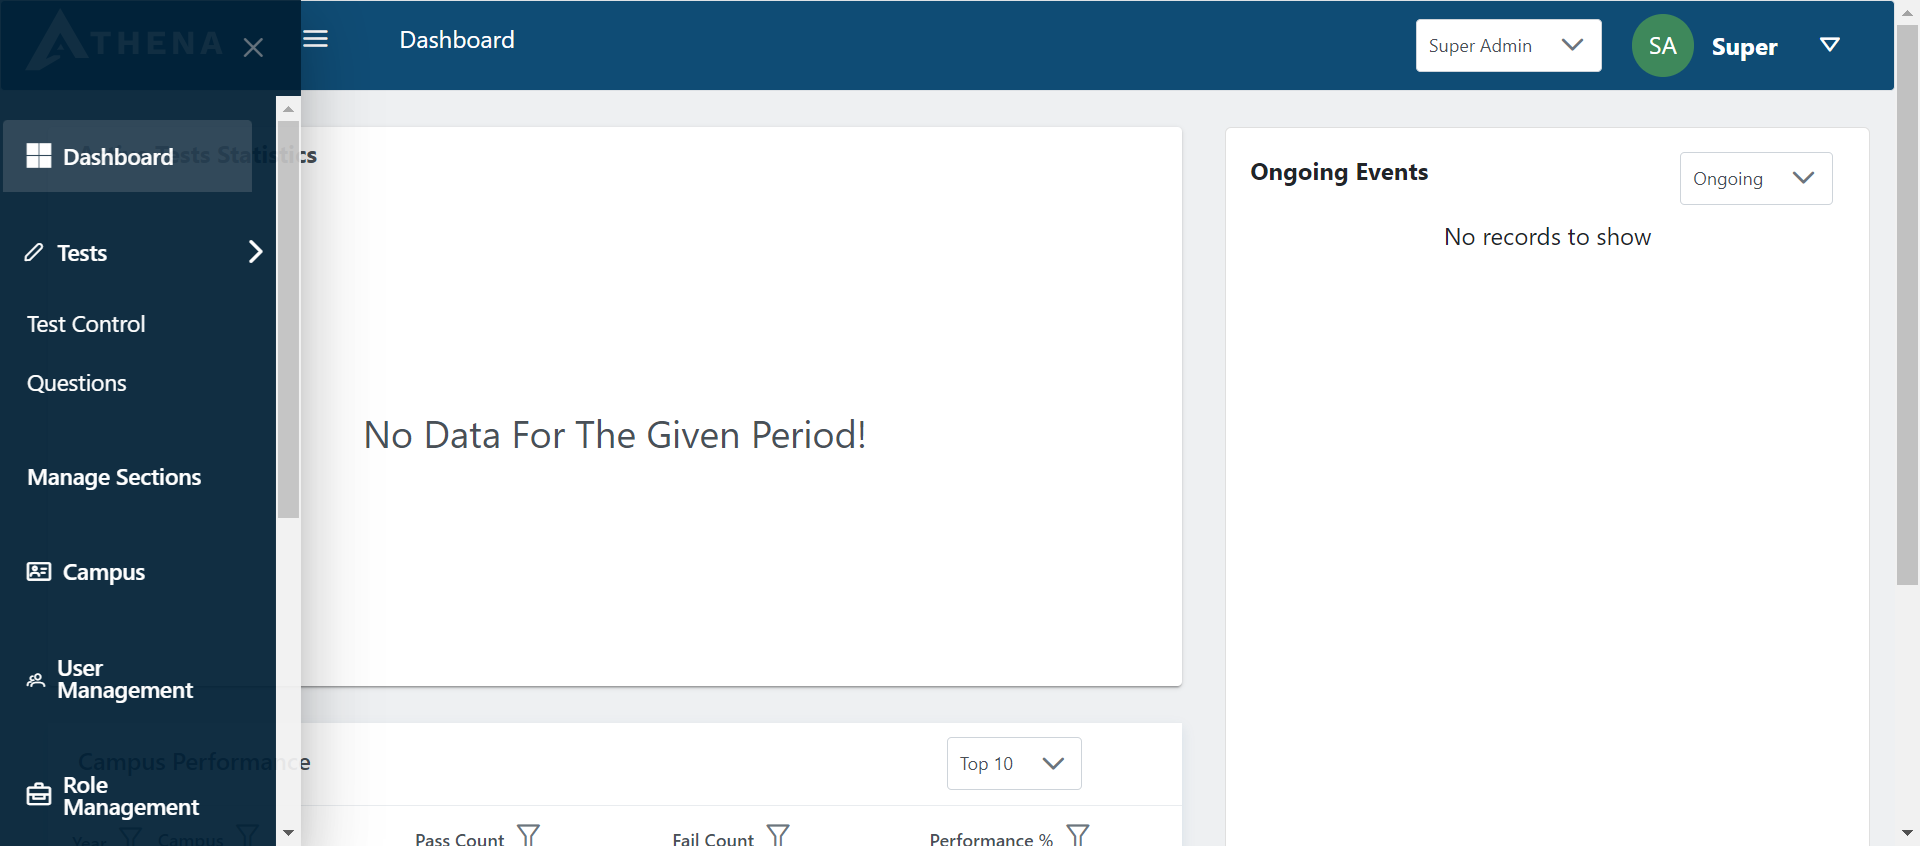 ATHENA
Dashboard
Super Admin
SA
Super
Dashboard
Tests
Test Control
Questions
Manage Sections
Campus
User
Management
Role
Management
Tests Statistics
No Data For The Given Period!
Ongoing Events
Ongoing
No records to show
Campus Performance
Top 10
Year
Campus
Pass Count
Fail Count
Performance %